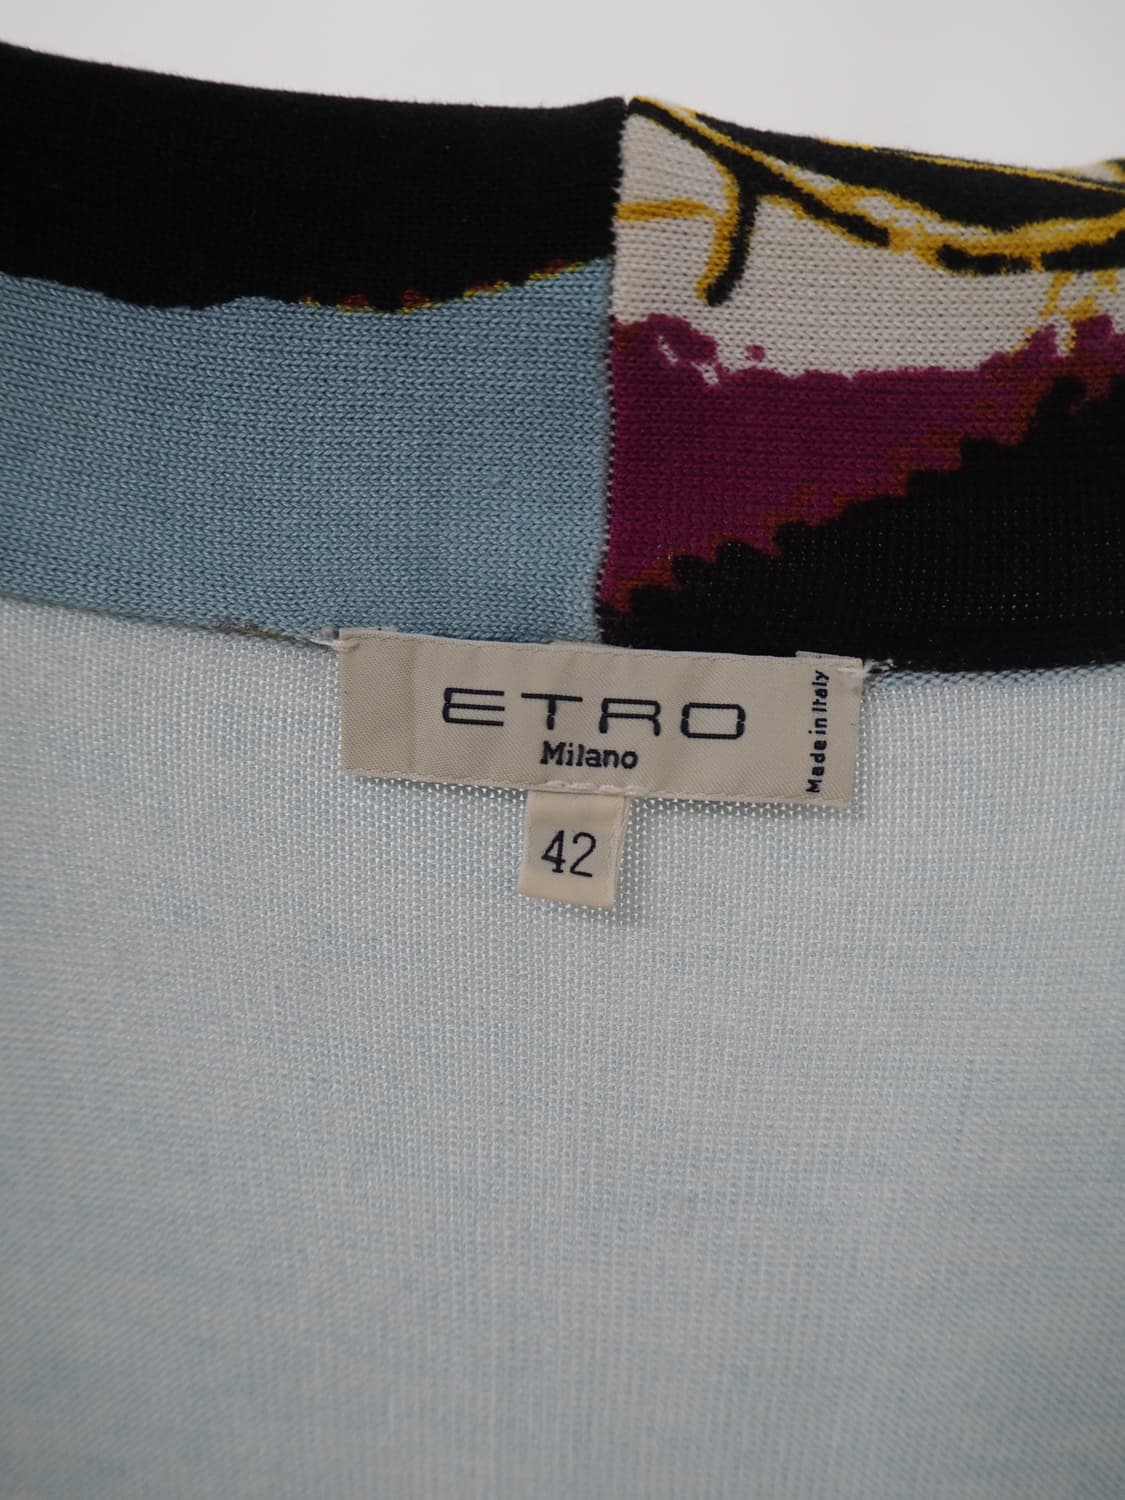 ETRO
Milano
Made in Italy
42